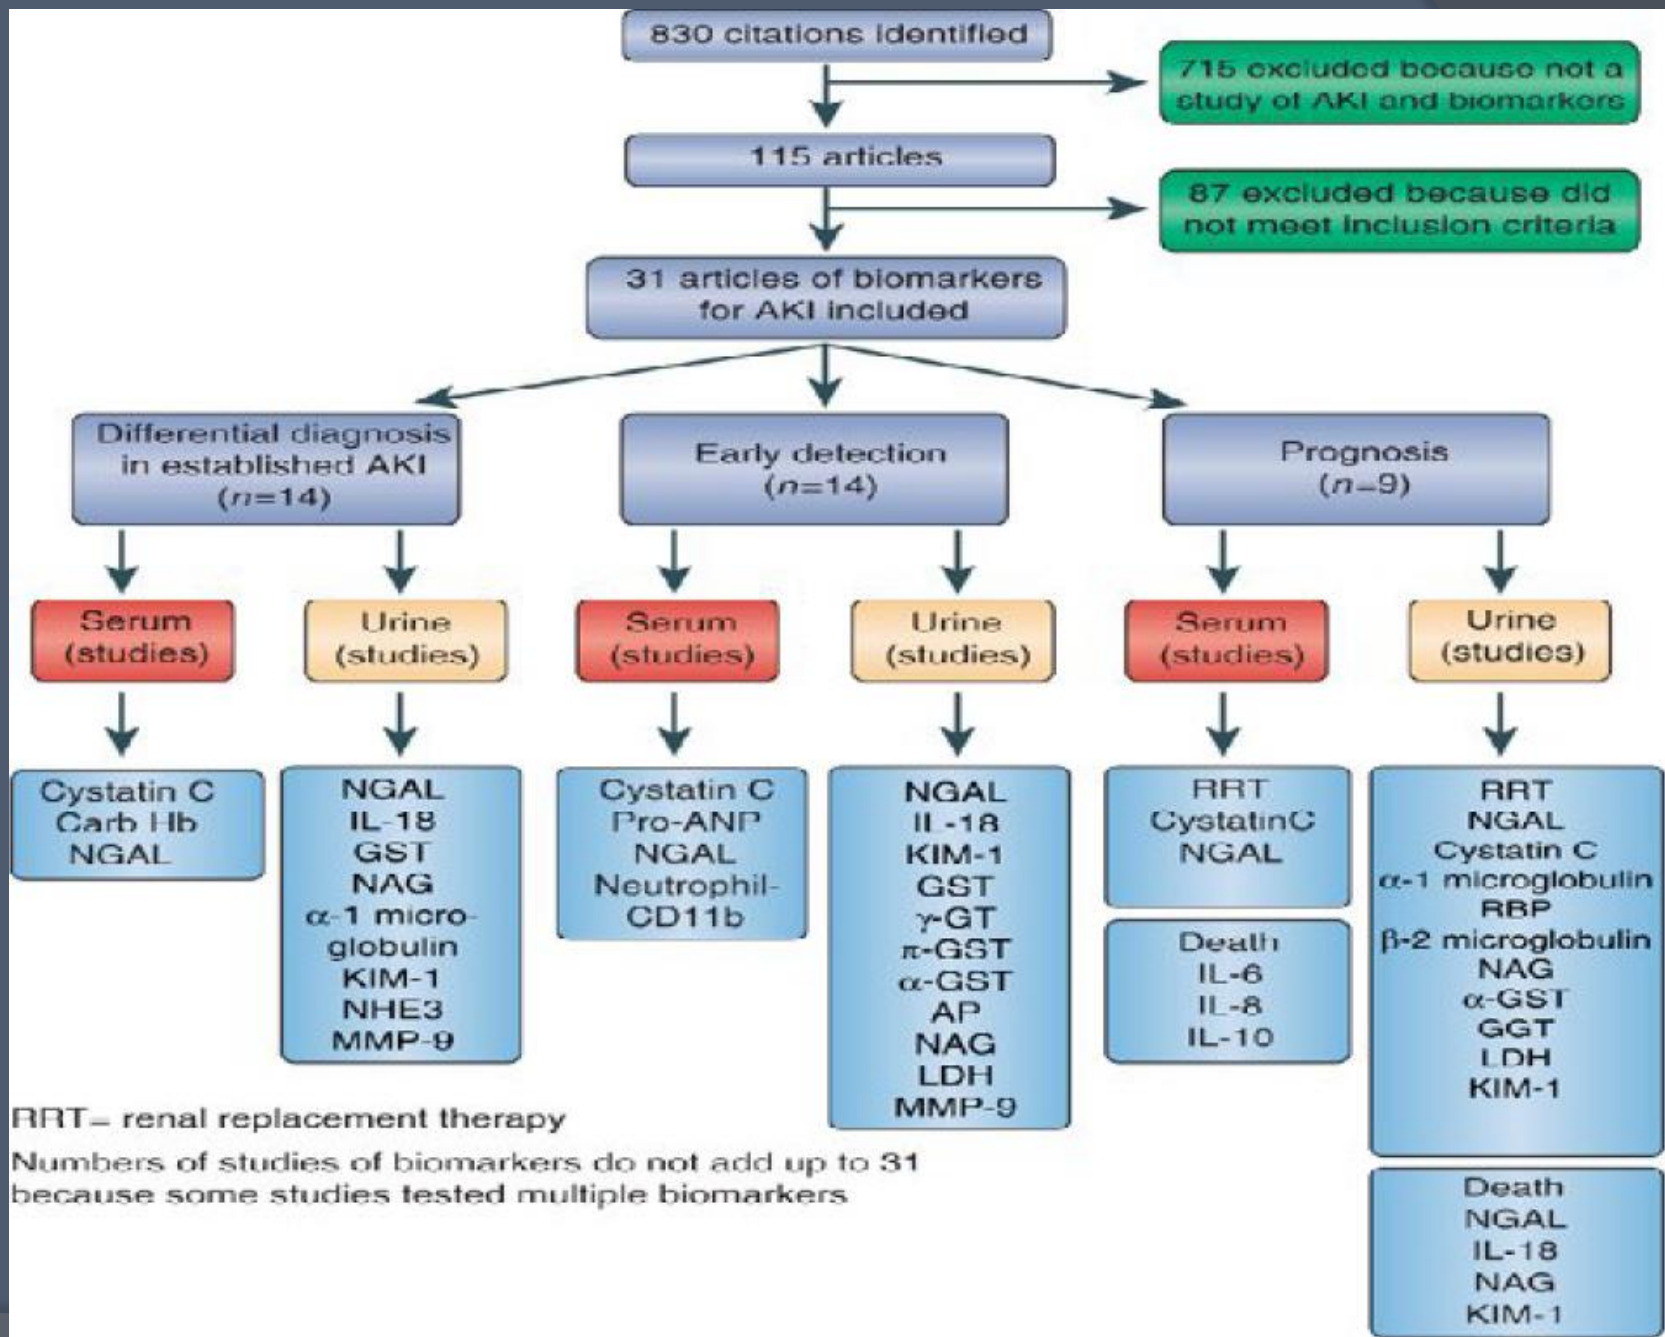 830 citations identified
715 excluded because not a
study of AKI and biomarkers
115 articles
87 excluded because did
not meet inclusion criteria
31 articles of biomarkers
for AKI included
Differential diagnosis
in established AKI
(n=14)
Early detection
(n=14)
Prognosis
(n=9)
Serum
(studies)
Urine
(studies)
Serum
(studies)
Urine
(studies)
Serum
(studies)
Urine
(studies)
Cystatin C
Carb Hb
NGAL
NGAL
IL-18
GST
NAG
α-1 micro-
globulin
KIM-1
NHE3
MMP-9
Cystatin C
Pro-ANP
NGAL
Neutrophil-
CD11b
NGAL
IL-18
KIM-1
GST
γ-GT
π-GST
α-GST
AP
NAG
LDH
MMP-9
RRT
CystatinC
NGAL
Death
IL-6
IL-8
IL-10
RRT
NGAL
Cystatin C
α-1 microglobulin
RBP
β-2 microglobulin
NAG
α-GST
GGT
LDH
KIM-1
Death
NGAL
IL-18
NAG
KIM-1
RRT= renal replacement therapy
Numbers of studies of biomarkers do not add up to 31
because some studies tested multiple biomarkers